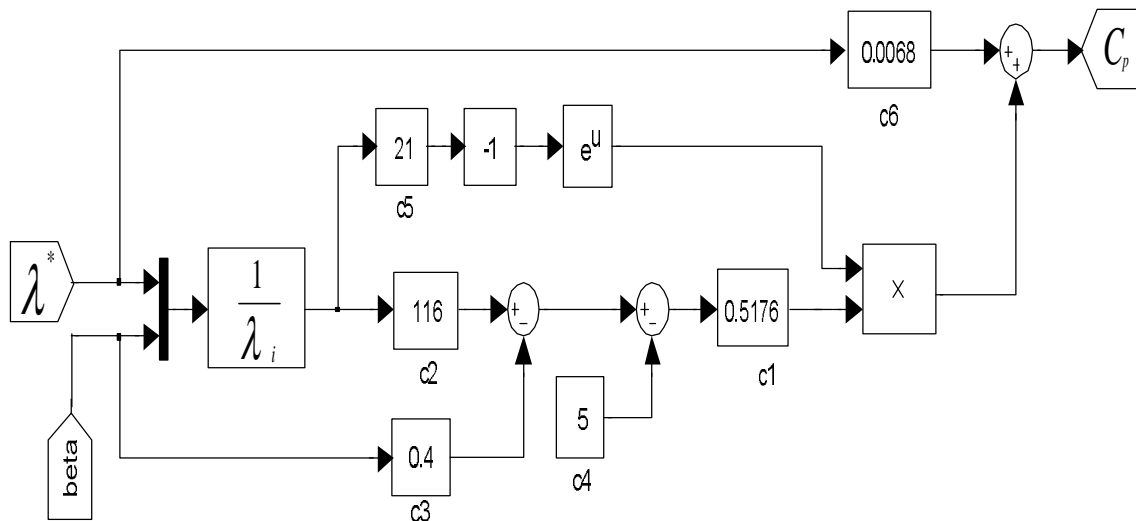 0.0068
+
+
C_p
c6
21
-1
e^u
c5
λ*
1
λ_i
116
+
-
+
-
0.5176
X
c2
c1
5
beta
0.4
c4
c3